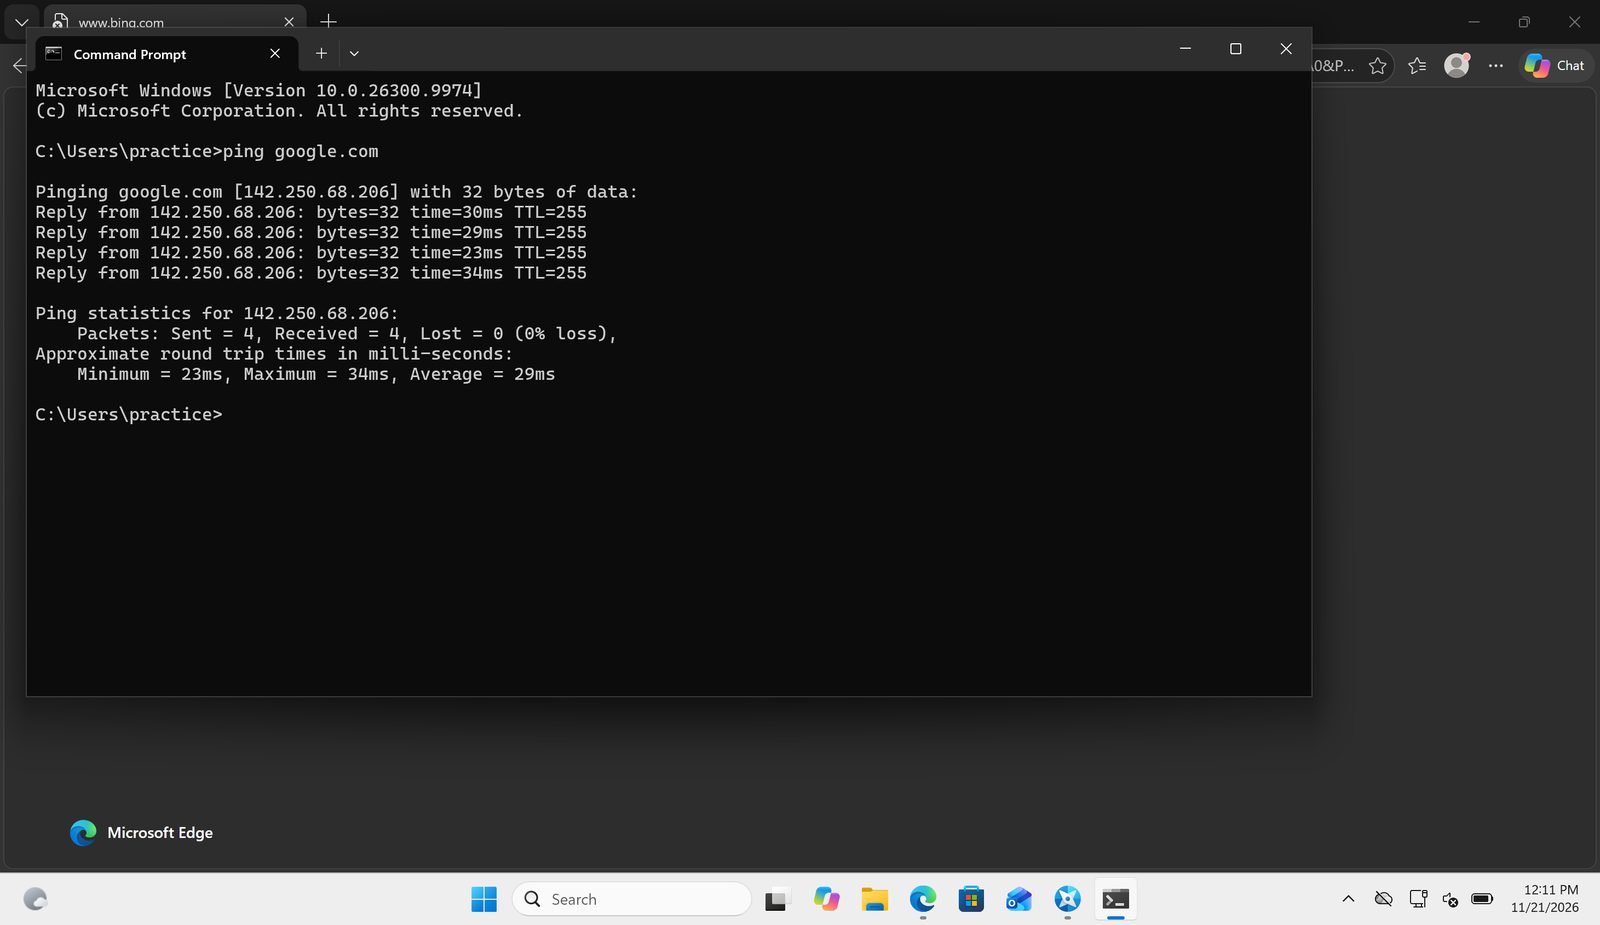 www.bing.com
Command Prompt
\0&P...
Chat
Microsoft Windows [Version 10.0.26300.9974]
(c) Microsoft Corporation. All rights reserved.
C:\Users\practice>ping google.com
Pinging google.com [142.250.68.206] with 32 bytes of data:
Reply from 142.250.68.206: bytes=32 time=30ms TTL=255
Reply from 142.250.68.206: bytes=32 time=29ms TTL=255
Reply from 142.250.68.206: bytes=32 time=23ms TTL=255
Reply from 142.250.68.206: bytes=32 time=34ms TTL=255
Ping statistics for 142.250.68.206:
    Packets: Sent = 4, Received = 4, Lost = 0 (0% loss),
Approximate round trip times in milli-seconds:
    Minimum = 23ms, Maximum = 34ms, Average = 29ms
C:\Users\practice>
Microsoft Edge
Search
12:11 PM
11/21/2026